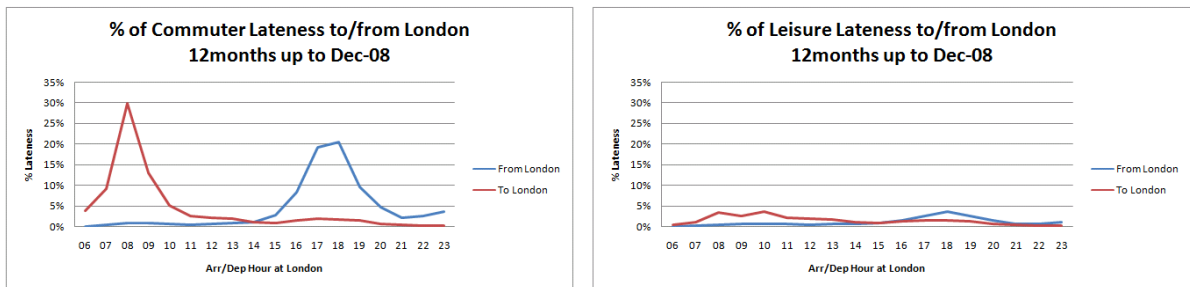 % of Commuter Lateness to/from London
12months up to Dec-08
35%
30%
25%
20%
15%
10%
5%
0%
% Lateness
06 07 08 09 10 11 12 13 14 15 16 17 18 19 20 21 22 23
Arr/Dep Hour at London
From London
To London
% of Leisure Lateness to/from London
12months up to Dec-08
35%
30%
25%
20%
15%
10%
5%
0%
% Lateness
06 07 08 09 10 11 12 13 14 15 16 17 18 19 20 21 22 23
Arr/Dep Hour at London
From London
To London